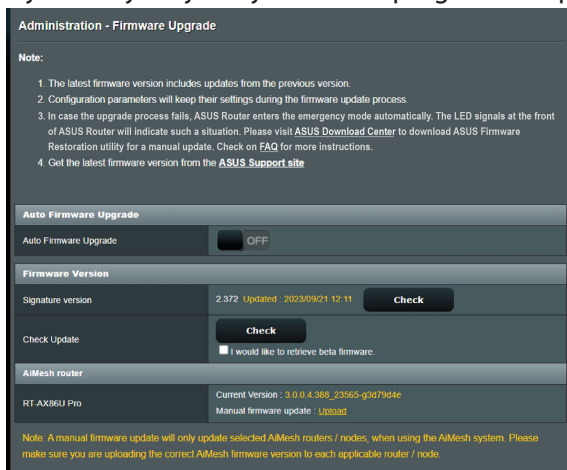 Administration - Firmware Upgrade
Note:
1. The latest firmware version includes updates from the previous version.
2. Configuration parameters will keep their settings during the firmware update process.
3. In case the upgrade process fails, ASUS Router enters the emergency mode automatically. The LED signals at the front
of ASUS Router will indicate such a situation. Please visit ASUS Download Center to download ASUS Firmware
Restoration utility for a manual update. Check on FAQ for more instructions.
4. Get the latest firmware version from the ASUS Support site
Auto Firmware Upgrade
Auto Firmware Upgrade OFF
Firmware Version
Signature version 2.372 Updated : 2023/09/21 12:11 Check
Check Update Check
I would like to retrieve beta firmware.
AiMesh router
RT-AX86U Pro Current Version : 3.0.0.4.388_23565-g3d79d4e
Manual firmware update : Upload
Note: A manual firmware update will only update selected AiMesh routers / nodes, when using the AiMesh system. Please
make sure you are uploading the correct AiMesh firmware version to each applicable router / node.